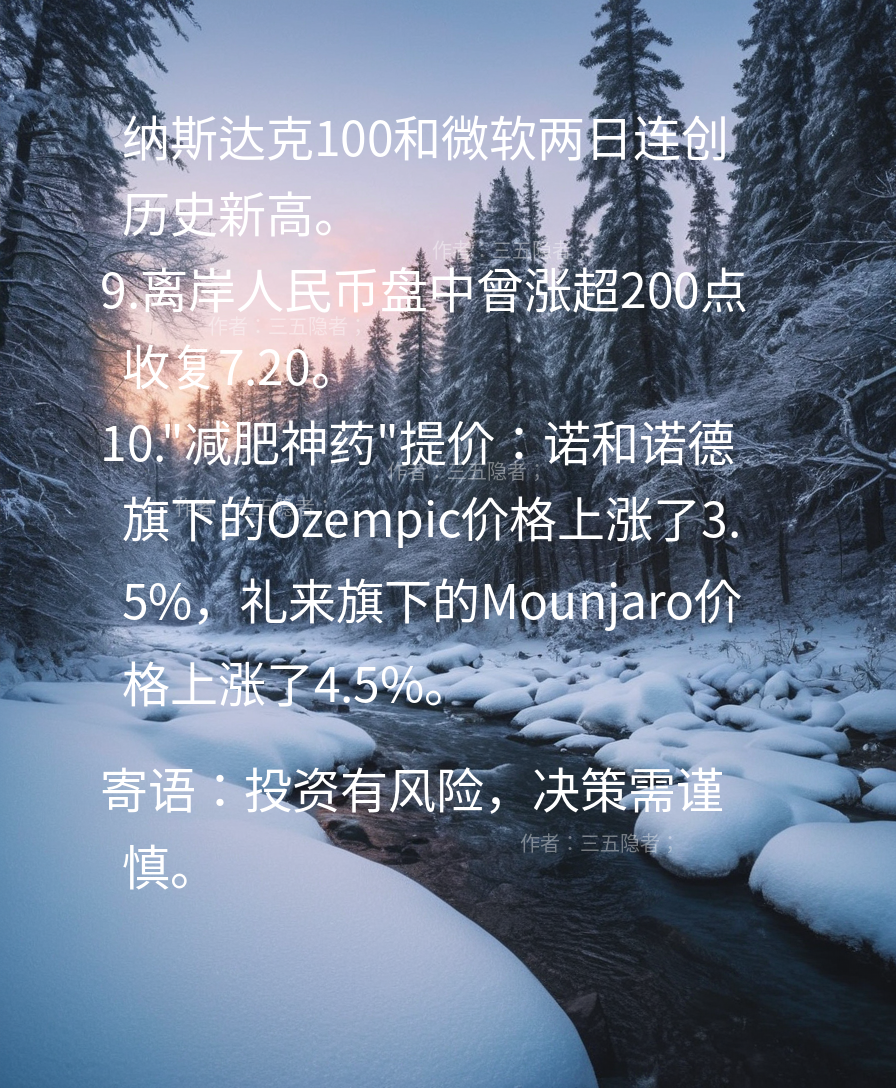 纳斯达克100和微软两日连创
历史新高。
作者：三五隐者
9.离岸人民币盘中曾涨超200点
作者：三五隐者；
收复7.20。
10."减肥神药"提价：诺和诺德
作者：三五隐者；
旗下的Ozempic价格上涨了3.
5%，礼来旗下的Mounjaro价
格上涨了4.5%。
寄语：投资有风险，决策需谨
作者：三五隐者；
慎。